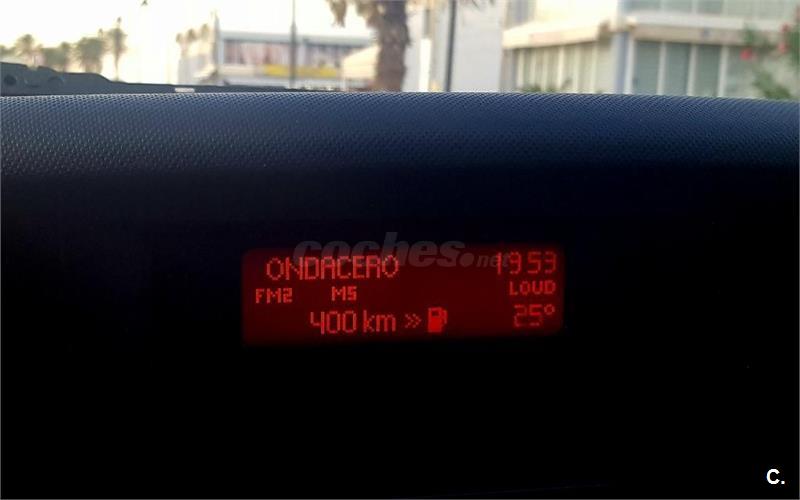 ONDACERO 19:53
coches.net
FM2 M5 LOUD
400 km » 25°
C.